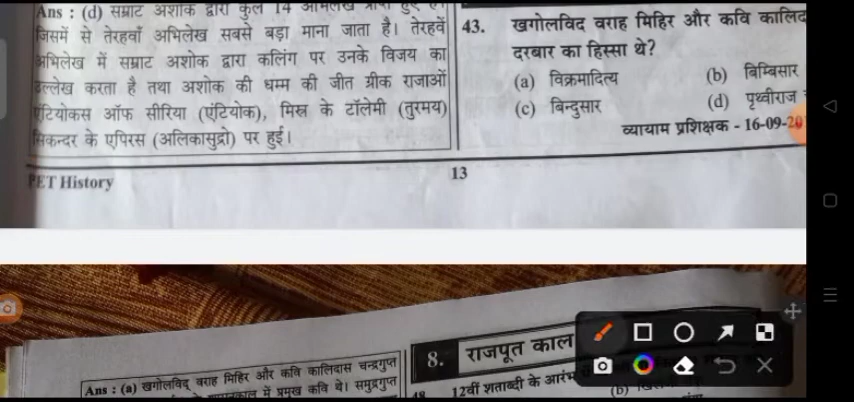 Ans : (d) सम्राट अशोक द्वारा कुल 14 अभिलेख प्राप्त हुए हैं।
जिसमें से तेरहवाँ अभिलेख सबसे बड़ा माना जाता है। तेरहवें
अभिलेख में सम्राट अशोक द्वारा कलिंग पर उनके विजय का
उल्लेख करता है तथा अशोक की धम्म की जीत ग्रीक राजाओं
एंटियोकस ऑफ सीरिया (एंटियोक), मिस्र के टॉलेमी (तुरमय)
सिकन्दर के एपिरस (अलिकासुद्रो) पर हुई।
43. खगोलविद वराह मिहिर और कवि
दरबार का हिस्सा थे?
(a) विक्रमादित्य (b) बिम्बिसार
(c) बिन्दुसार (d) पृथ्वीराज
व्यायाम प्रशिक्षक - 16-09-20
PET History
13
Ans : (a) खगोलविद् वराह मिहिर और कवि कालिदास चन्द्रगुप्त
में प्रमुख कवि थे। समुद्रगुप्त
8. राजपूत काल
12वीं शताब्दी के आरंभ
(b)